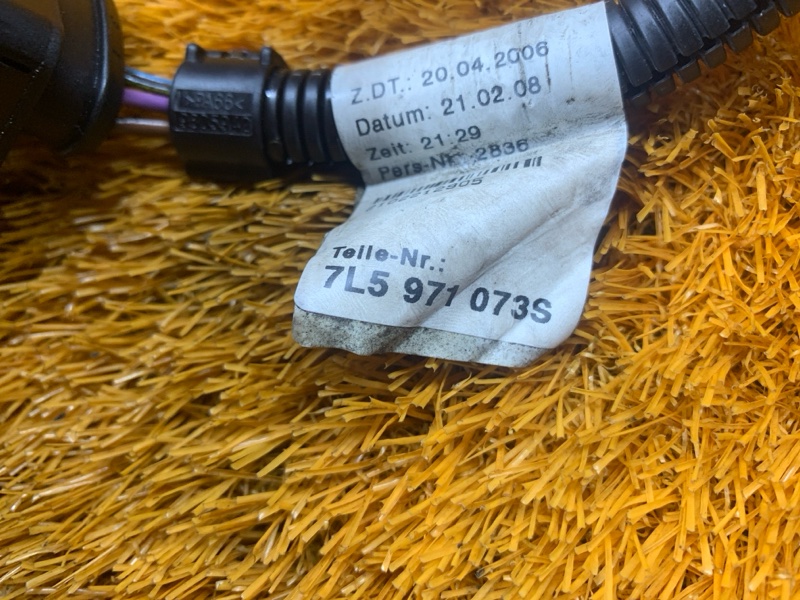 >PA66<
Z.DT.: 20.04.2006
Datum: 21.02.08
Zeit: 21:29
Pers-Nr. 2836
Teile-Nr.:
7L5 971 073S